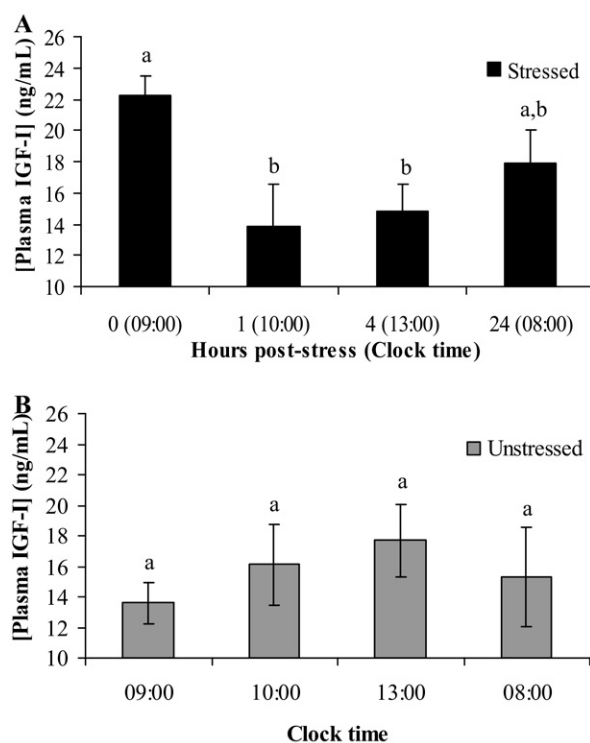 A
[Plasma IGF-I] (ng/mL)
26
24
22
20
18
16
14
12
10
a
b
b
a,b
Stressed
0 (09:00) 1 (10:00) 4 (13:00) 24 (08:00)
Hours post-stress (Clock time)
B
[Plasma IGF-I] (ng/mL)
26
24
22
20
18
16
14
12
10
a
a
a
a
Unstressed
09:00 10:00 13:00 08:00
Clock time